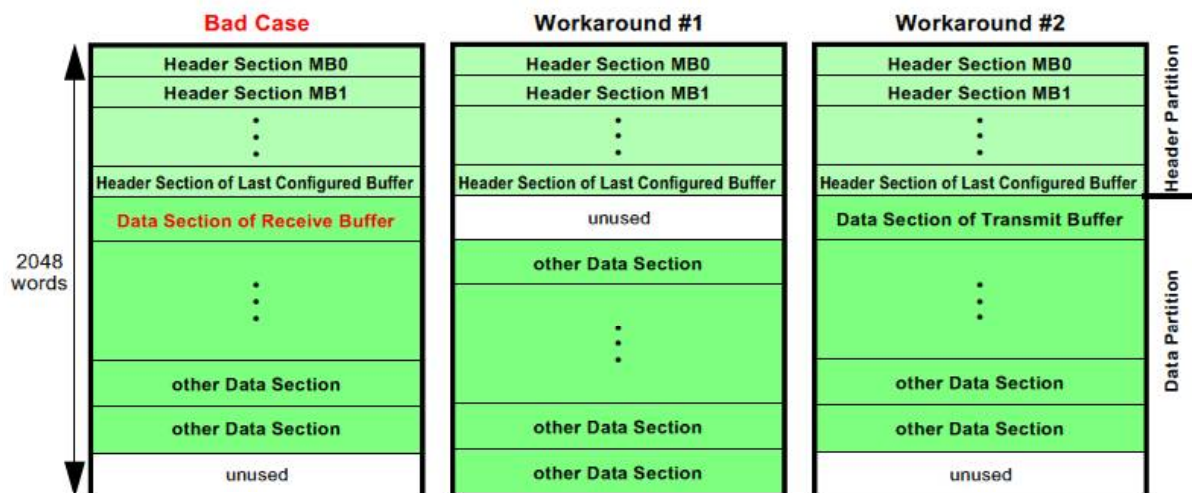 Bad Case
Workaround #1
Workaround #2
Header Section MB0
Header Section MB1
Header Section of Last Configured Buffer
Data Section of Receive Buffer
other Data Section
other Data Section
unused
Header Section MB0
Header Section MB1
Header Section of Last Configured Buffer
unused
other Data Section
other Data Section
other Data Section
Header Section MB0
Header Section MB1
Header Section of Last Configured Buffer
Data Section of Transmit Buffer
other Data Section
other Data Section
unused
2048
words
Header Partition
Data Partition